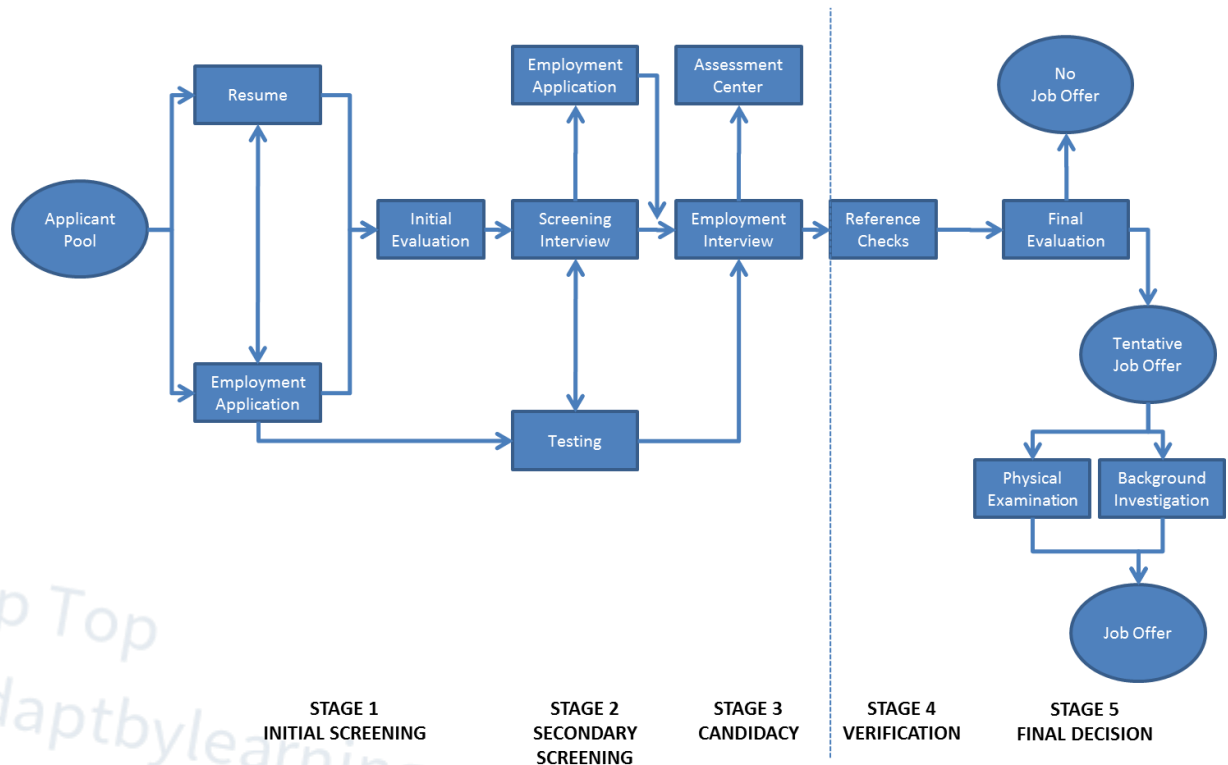 Resume
Employment
Application
Assessment
Center
No
Job Offer
Applicant
Pool
Initial
Evaluation
Screening
Interview
Employment
Interview
Reference
Checks
Final
Evaluation
Tentative
Job Offer
Employment
Application
Testing
Physical
Examination
Background
Investigation
Job Offer
p Top
daptbylearning
STAGE 1
INITIAL SCREENING
STAGE 2
SECONDARY
SCREENING
STAGE 3
CANDIDACY
STAGE 4
VERIFICATION
STAGE 5
FINAL DECISION